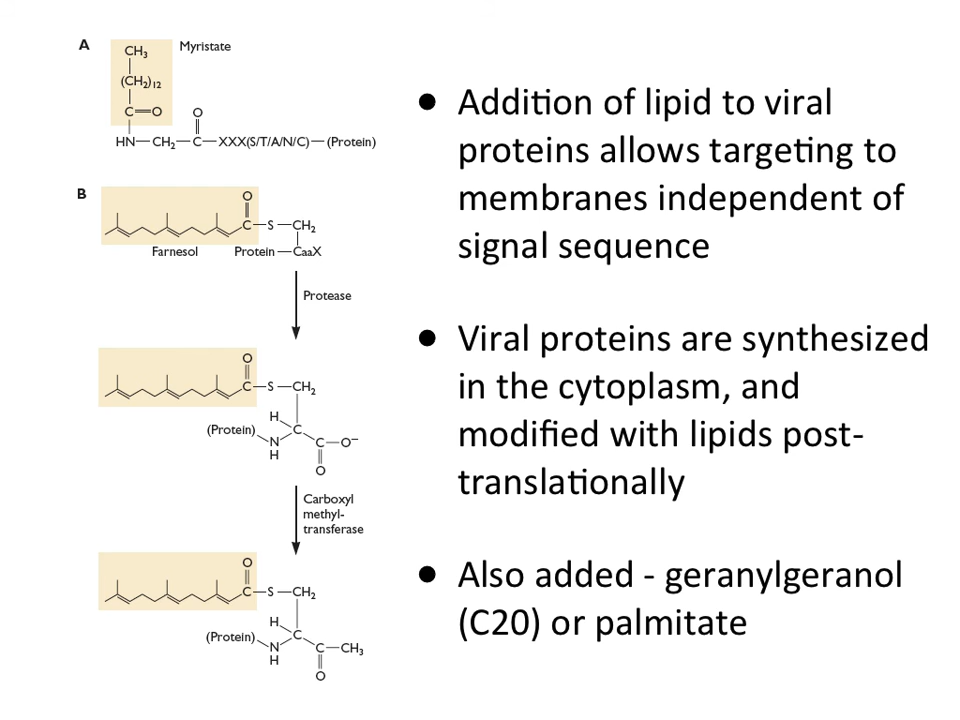 A
Myristate
CH3
(CH2)12
C=O
O
HN—CH2—C—XXX(S/T/A/N/C)—(Protein)
B
O
C—S—CH2
Farnesol
Protein—CaaX
Protease
O
C—S—CH2
H
(Protein)
C
N
H
C—O−
O
Carboxyl
methyl-
transferase
O
C—S—CH2
H
(Protein)
C
N
H
C—CH3
O
• Addition of lipid to viral
proteins allows targeting to
membranes independent of
signal sequence
• Viral proteins are synthesized
in the cytoplasm, and
modified with lipids post-
translationally
• Also added - geranylgeranol
(C20) or palmitate